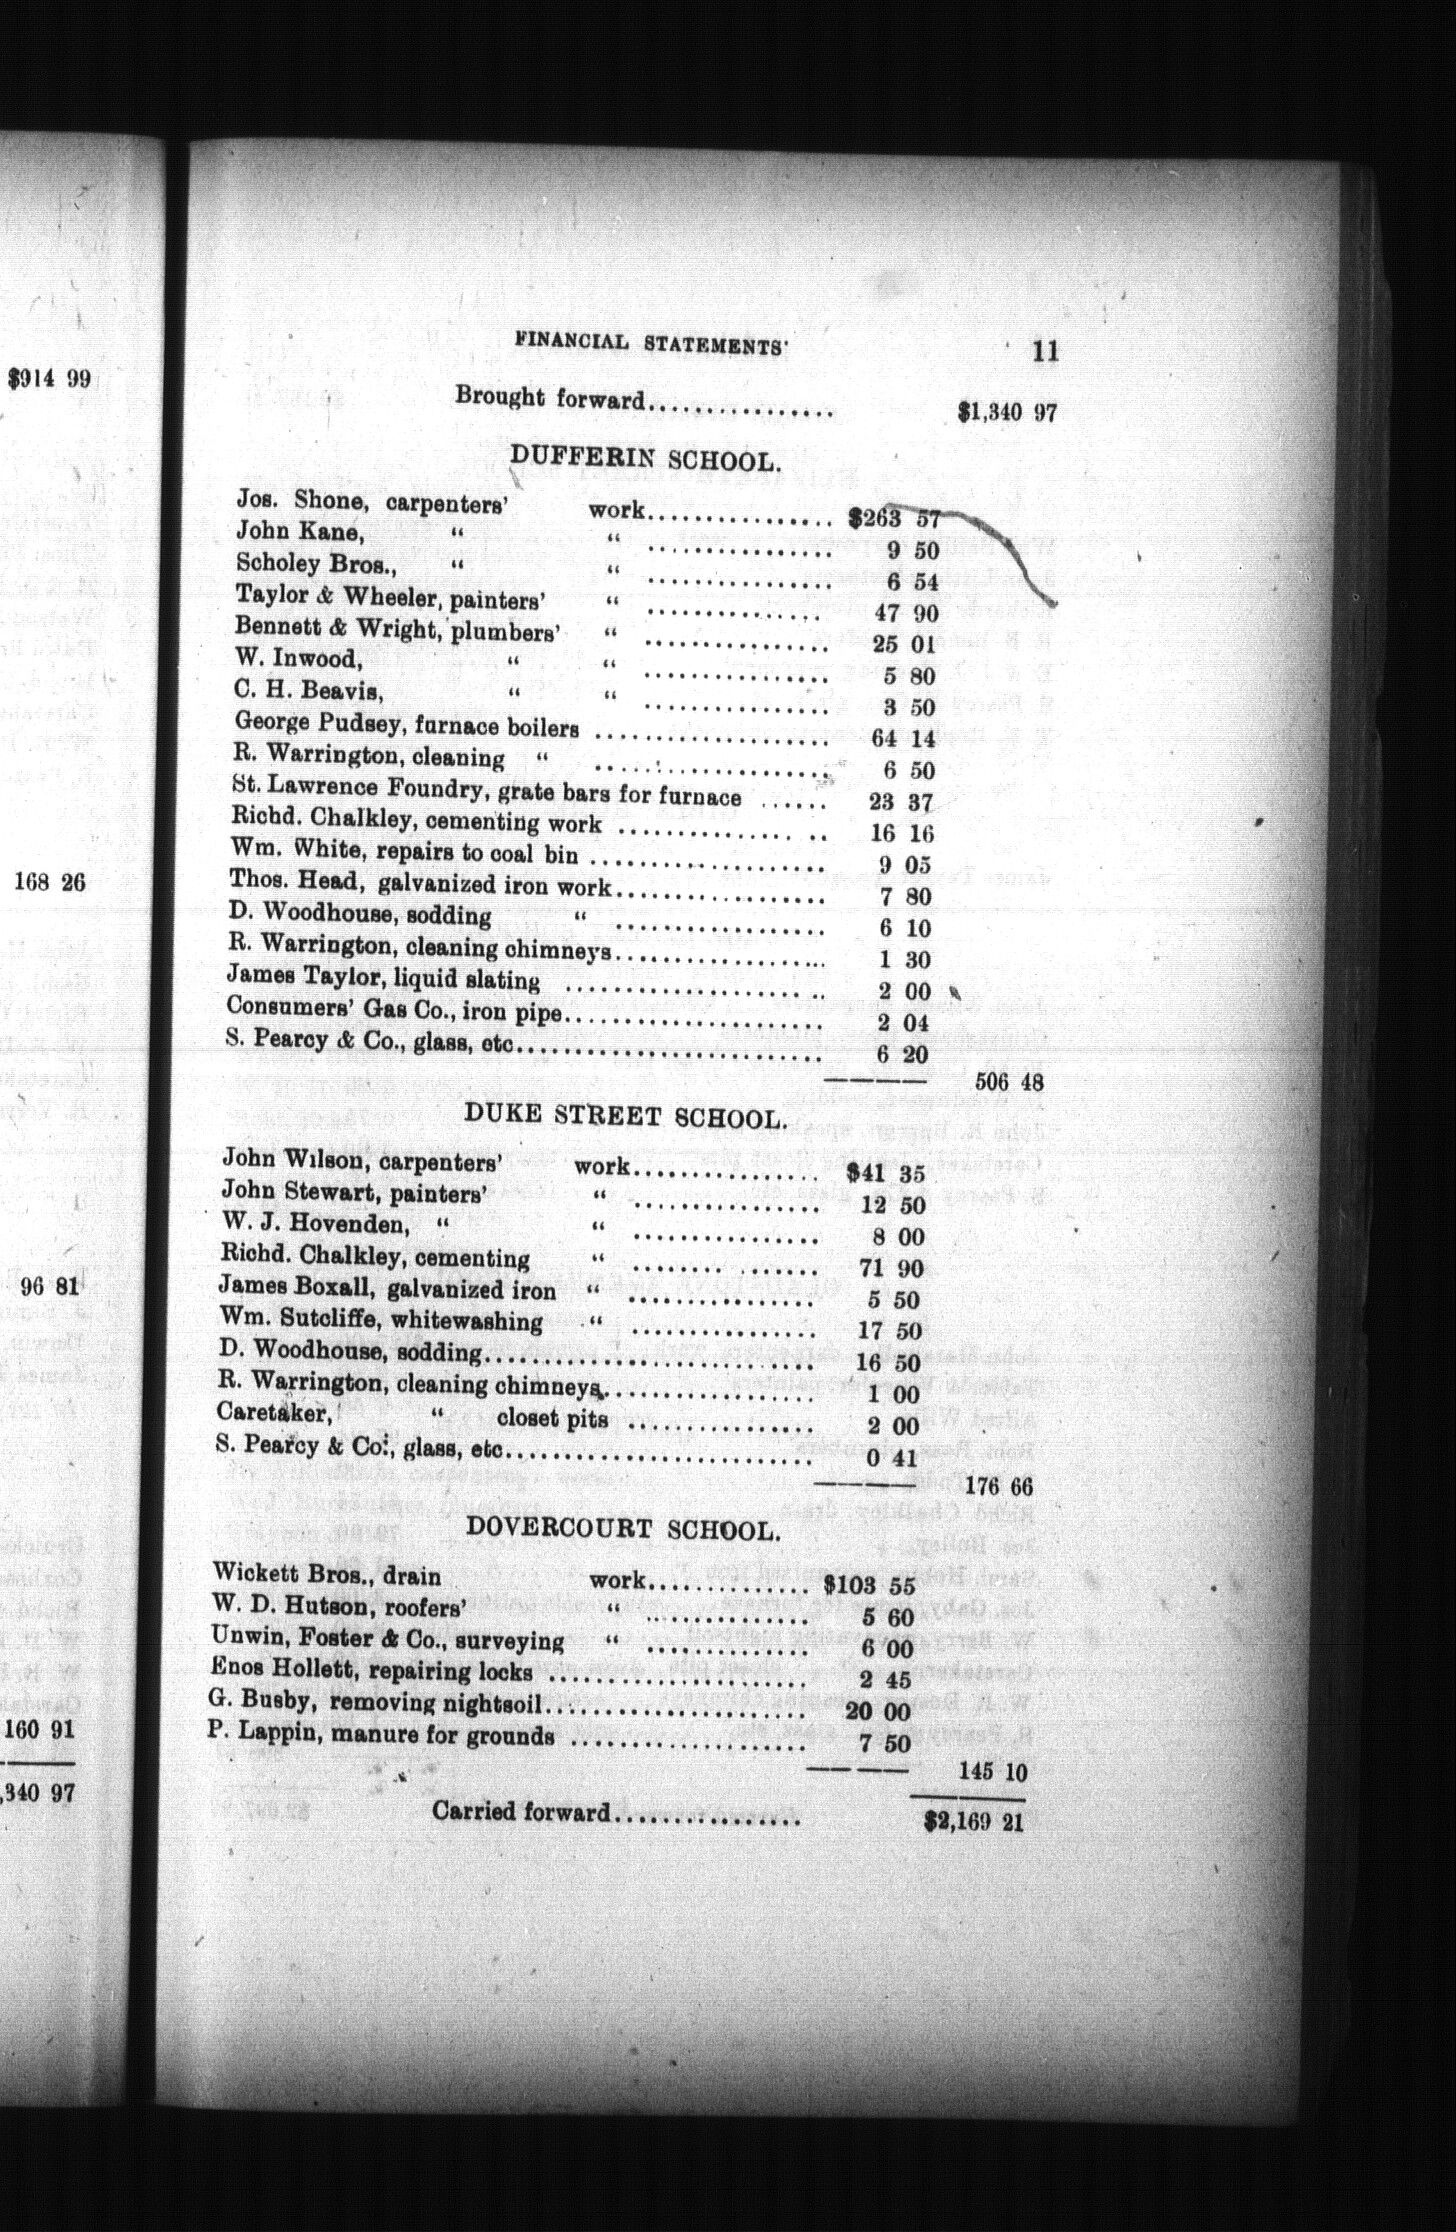 $914 99
168 26
96 81
160 91
,340 97
FINANCIAL STATEMENTS 11
Brought forward................ $1,340 97
DUFFERIN SCHOOL.
Jos. Shone, carpenters' work................ $263 57
John Kane, “ “ ................ 9 50
Scholey Bros., “ “ ................ 6 54
Taylor & Wheeler, painters' “ ................ 47 90
Bennett & Wright, plumbers' “ ................ 25 01
W. Inwood, “ “ ................ 5 80
C. H. Beavis, “ “ ................ 3 50
George Pudsey, furnace boilers .................... 64 14
R. Warrington, cleaning “ .................... 6 50
St. Lawrence Foundry, grate bars for furnace ...... 23 37
Richd. Chalkley, cementing work .................. 16 16
Wm. White, repairs to coal bin .................... 9 05
Thos. Head, galvanized iron work.................. 7 80
D. Woodhouse, sodding “ .................. 6 10
R. Warrington, cleaning chimneys.................. 1 30
James Taylor, liquid slating ...................... 2 00
Consumers' Gas Co., iron pipe...................... 2 04
S. Pearcy & Co., glass, etc.......................... 6 20
506 48
DUKE STREET SCHOOL.
John Wilson, carpenters' work................ $41 35
John Stewart, painters' “ ................ 12 50
W. J. Hovenden, “ “ ................ 8 00
Richd. Chalkley, cementing “ ................ 71 90
James Boxall, galvanized iron “ ................ 5 50
Wm. Sutcliffe, whitewashing “ ................ 17 50
D. Woodhouse, sodding............................ 16 50
R. Warrington, cleaning chimneys.................. 1 00
Caretaker, “ closet pits ................ 2 00
S. Pearcy & Co., glass, etc.......................... 0 41
176 66
DOVERCOURT SCHOOL.
Wickett Bros., drain work.............. $103 55
W. D. Hutson, roofers' “ .............. 5 60
Unwin, Foster & Co., surveying “ .............. 6 00
Enos Hollett, repairing locks ...................... 2 45
G. Busby, removing nightsoil...................... 20 00
P. Lappin, manure for grounds .................... 7 50
145 10
Carried forward................ $2,169 21